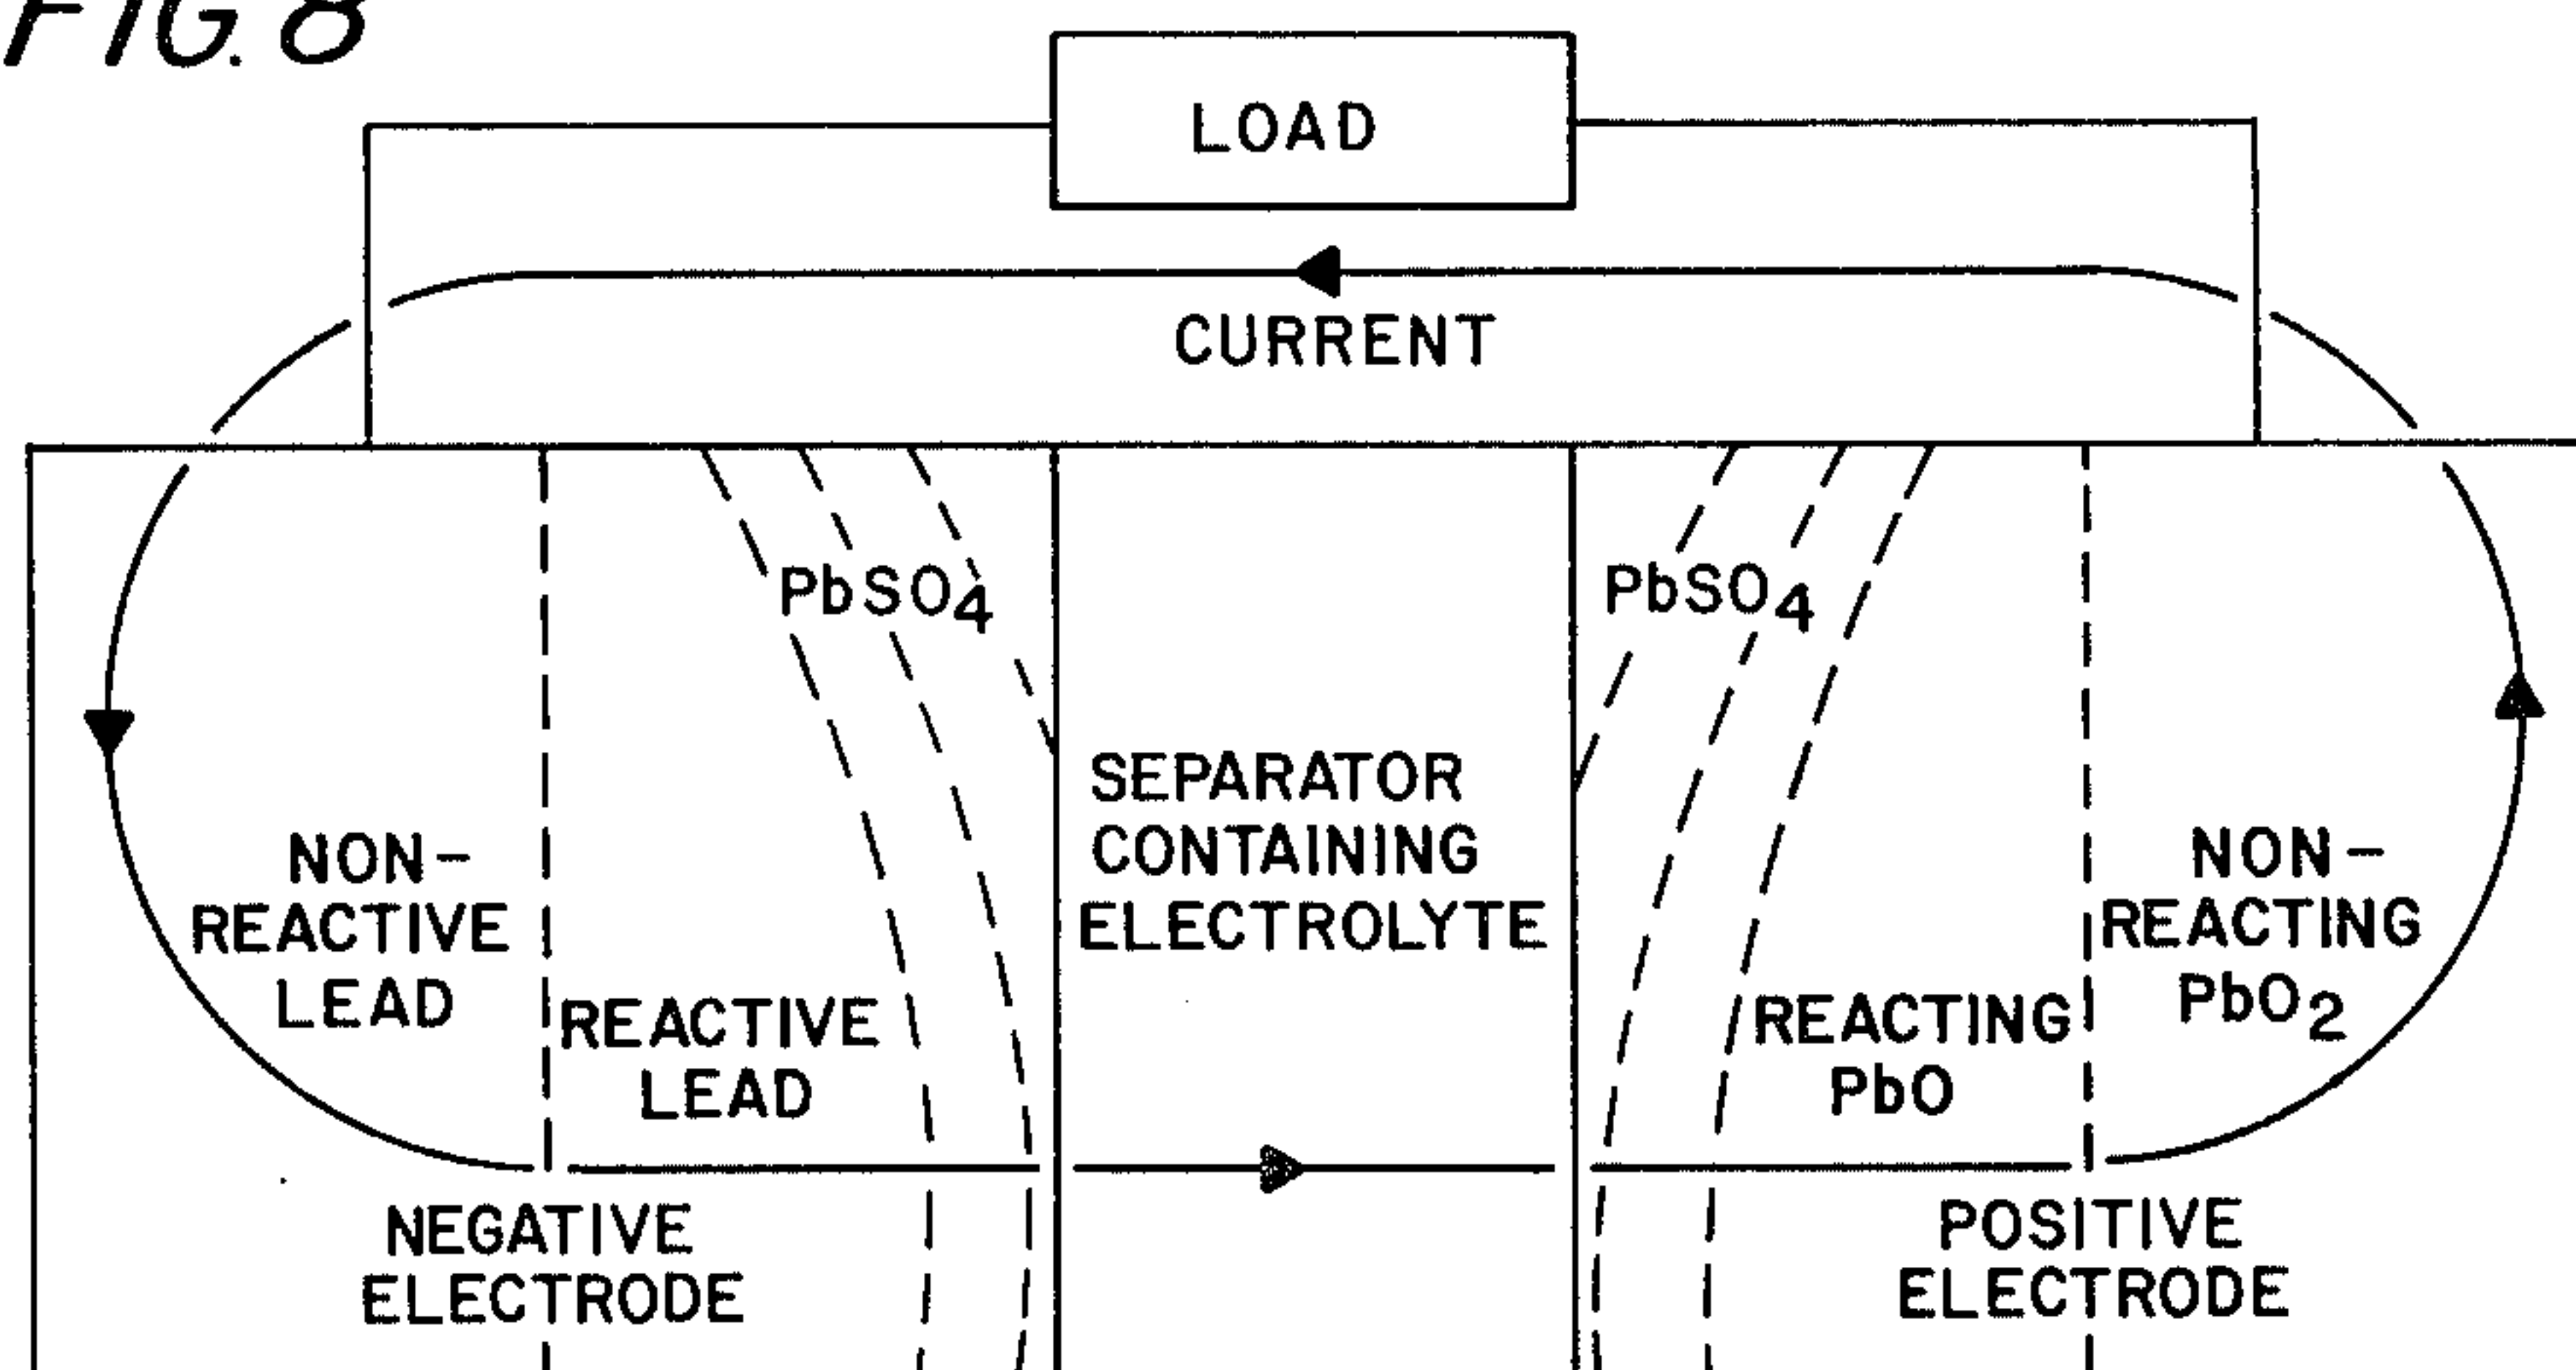 FIG. 8
LOAD
CURRENT
PbSO4
PbSO4
NON-
REACTIVE
LEAD
REACTIVE
LEAD
SEPARATOR
CONTAINING
ELECTROLYTE
REACTING
PbO
NON-
REACTING
PbO2
NEGATIVE
ELECTRODE
POSITIVE
ELECTRODE